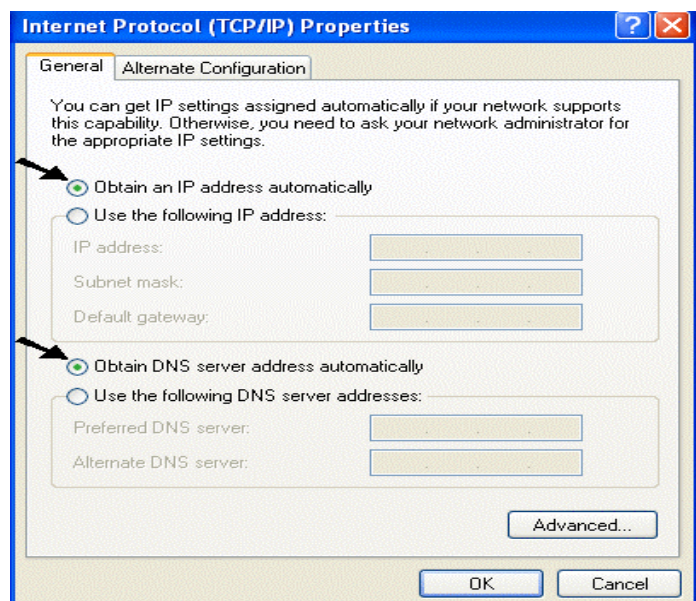 Internet Protocol (TCP/IP) Properties
General
Alternate Configuration
You can get IP settings assigned automatically if your network supports
this capability. Otherwise, you need to ask your network administrator for
the appropriate IP settings.
Obtain an IP address automatically
Use the following IP address:
IP address:
Subnet mask:
Default gateway:
Obtain DNS server address automatically
Use the following DNS server addresses:
Preferred DNS server:
Alternate DNS server:
Advanced...
OK
Cancel